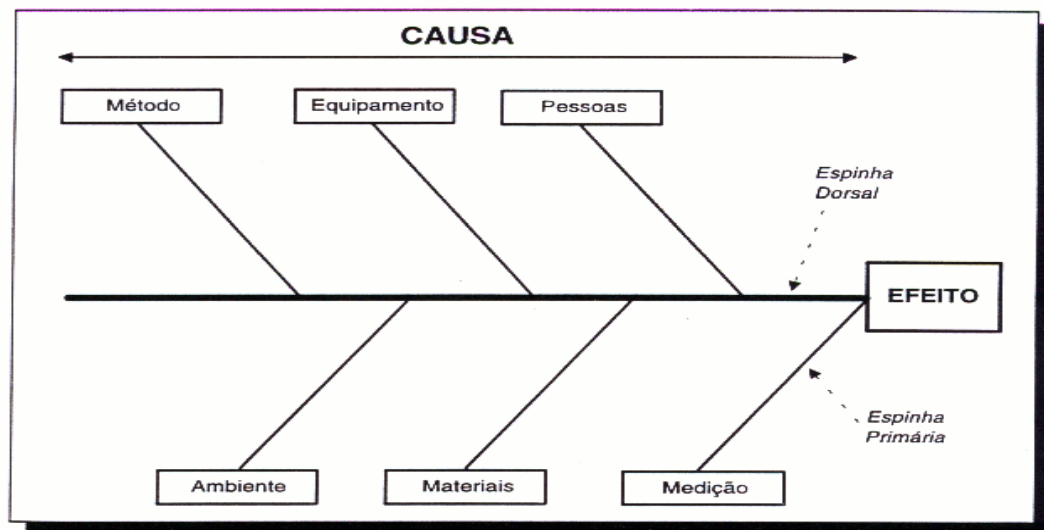 CAUSA
Método
Equipamento
Pessoas
Espinha
Dorsal
EFEITO
Espinha
Primária
Ambiente
Materiais
Medição